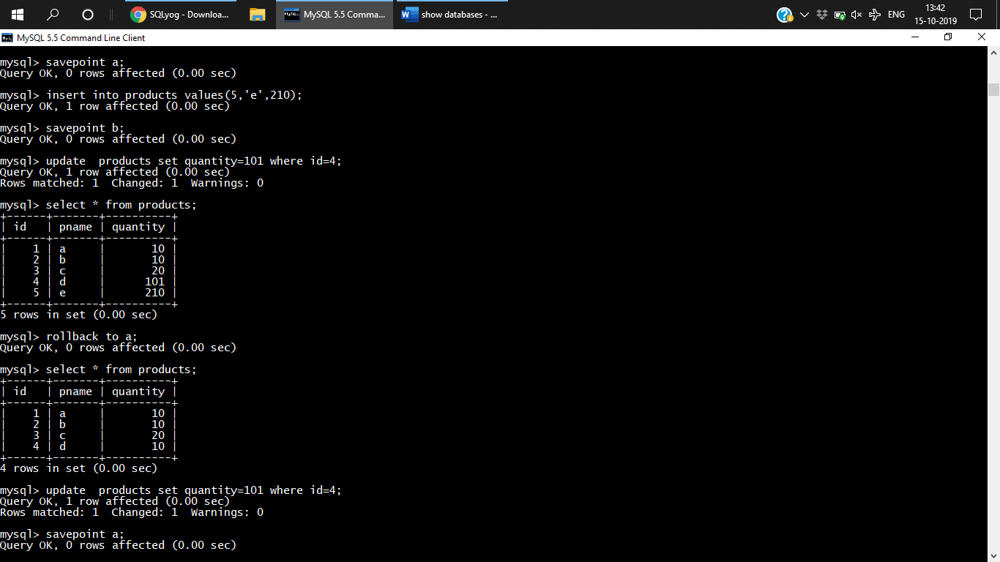 SQLyog - Downloa...
MySQL 5.5 Comma...
show databases - ...
ENG
13:42
15-10-2019
MySQL 5.5 Command Line Client
mysql> savepoint a;
Query OK, 0 rows affected (0.00 sec)
mysql> insert into products values(5,'e',210);
Query OK, 1 row affected (0.00 sec)
mysql> savepoint b;
Query OK, 0 rows affected (0.00 sec)
mysql> update  products set quantity=101 where id=4;
Query OK, 1 row affected (0.00 sec)
Rows matched: 1  Changed: 1  Warnings: 0
mysql> select * from products;
+------+-------+----------+
| id   | pname | quantity |
+------+-------+----------+
|    1 | a     |       10 |
|    2 | b     |       10 |
|    3 | c     |       20 |
|    4 | d     |      101 |
|    5 | e     |      210 |
+------+-------+----------+
5 rows in set (0.00 sec)
mysql> rollback to a;
Query OK, 0 rows affected (0.00 sec)
mysql> select * from products;
+------+-------+----------+
| id   | pname | quantity |
+------+-------+----------+
|    1 | a     |       10 |
|    2 | b     |       10 |
|    3 | c     |       20 |
|    4 | d     |       10 |
+------+-------+----------+
4 rows in set (0.00 sec)
mysql> update  products set quantity=101 where id=4;
Query OK, 1 row affected (0.00 sec)
Rows matched: 1  Changed: 1  Warnings: 0
mysql> savepoint a;
Query OK, 0 rows affected (0.00 sec)